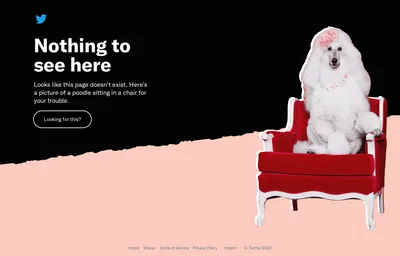 Nothing to
see here
Looks like this page doesn't exist. Here's
a picture of a poodle sitting in a chair for
your trouble.
Looking for this?
Home Status Terms of Service Privacy Policy Imprint © Twitter 2022